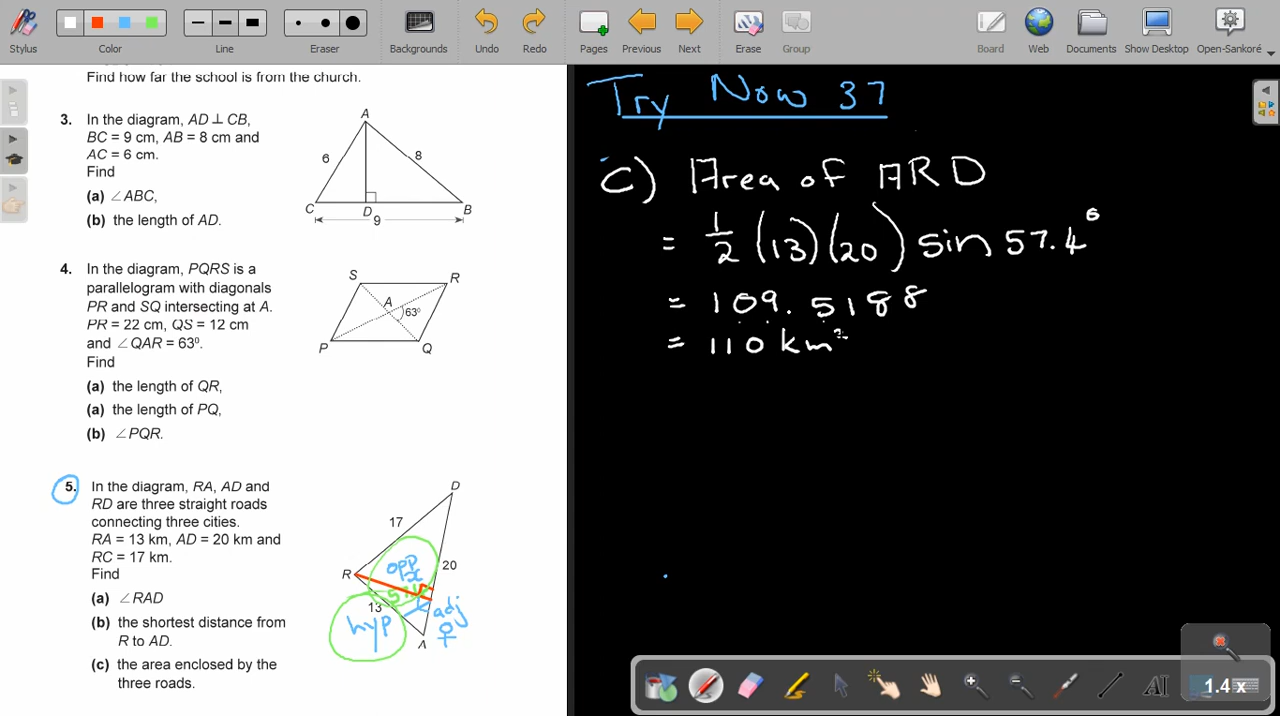 Stylus Color Line Eraser Backgrounds Undo Redo Pages Previous Next Erase Group Board Web Documents Show Desktop Open-Sankoré
Find how far the school is from the church.
3. In the diagram, AD ⊥ CB,
BC = 9 cm, AB = 8 cm and
AC = 6 cm.
Find
(a) ∠ABC,
(b) the length of AD.
A
6
8
C
D
B
9
4. In the diagram, PQRS is a
parallelogram with diagonals
PR and SQ intersecting at A.
PR = 22 cm, QS = 12 cm
and ∠QAR = 63⁰.
Find
(a) the length of QR,
(a) the length of PQ,
(b) ∠PQR.
S
R
A
63⁰
P
Q
5. In the diagram, RA, AD and
RD are three straight roads
connecting three cities.
RA = 13 km, AD = 20 km and
RC = 17 km.
Find
(a) ∠RAD
(b) the shortest distance from
R to AD.
(c) the area enclosed by the
three roads.
D
17
20
R
opp
x
13
hyp
adj
A
Try Now 37
c) Area of ARD
= 1/2 (13)(20) sin 57.4°
= 109.5188
= 110 km²
1.4 x